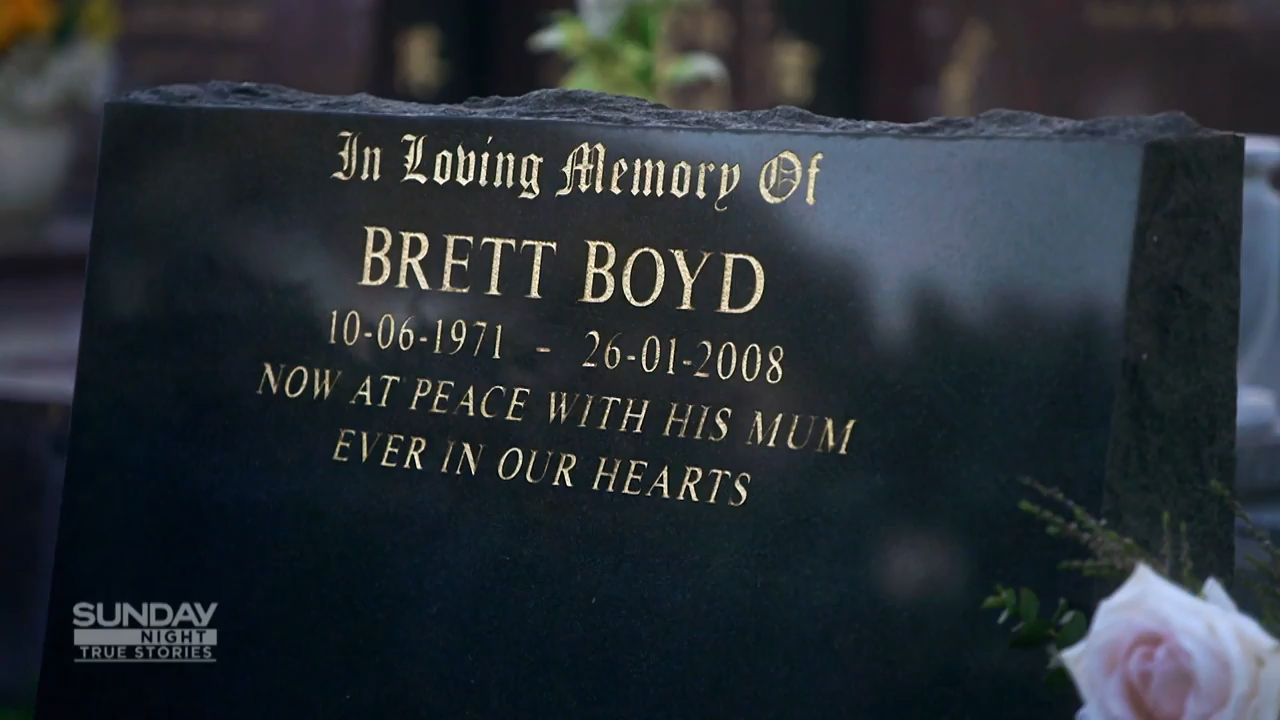 In Loving Memory Of
BRETT BOYD
10-06-1971 - 26-01-2008
NOW AT PEACE WITH HIS MUM
EVER IN OUR HEARTS
SUNDAY
NIGHT
TRUE STORIES